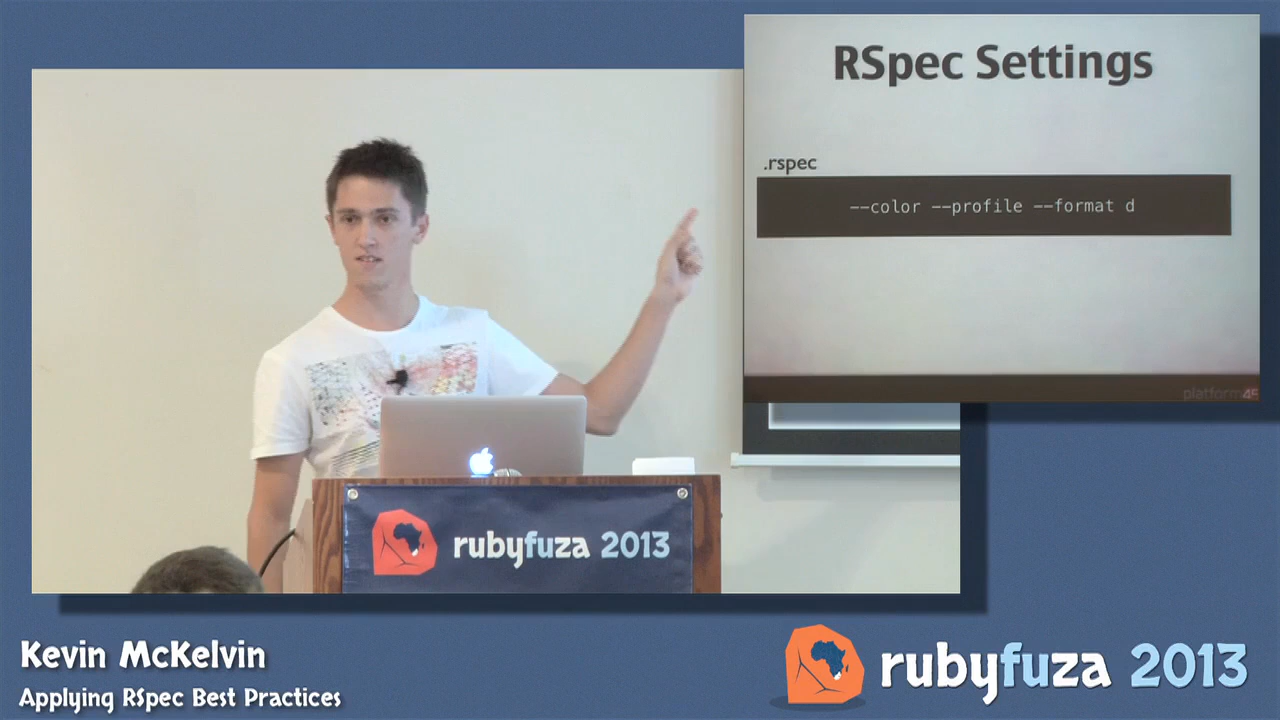 RSpec Settings
.rspec
--color --profile --format d
platform45
rubyfuza 2013
Kevin McKelvin
Applying RSpec Best Practices
rubyfuza 2013